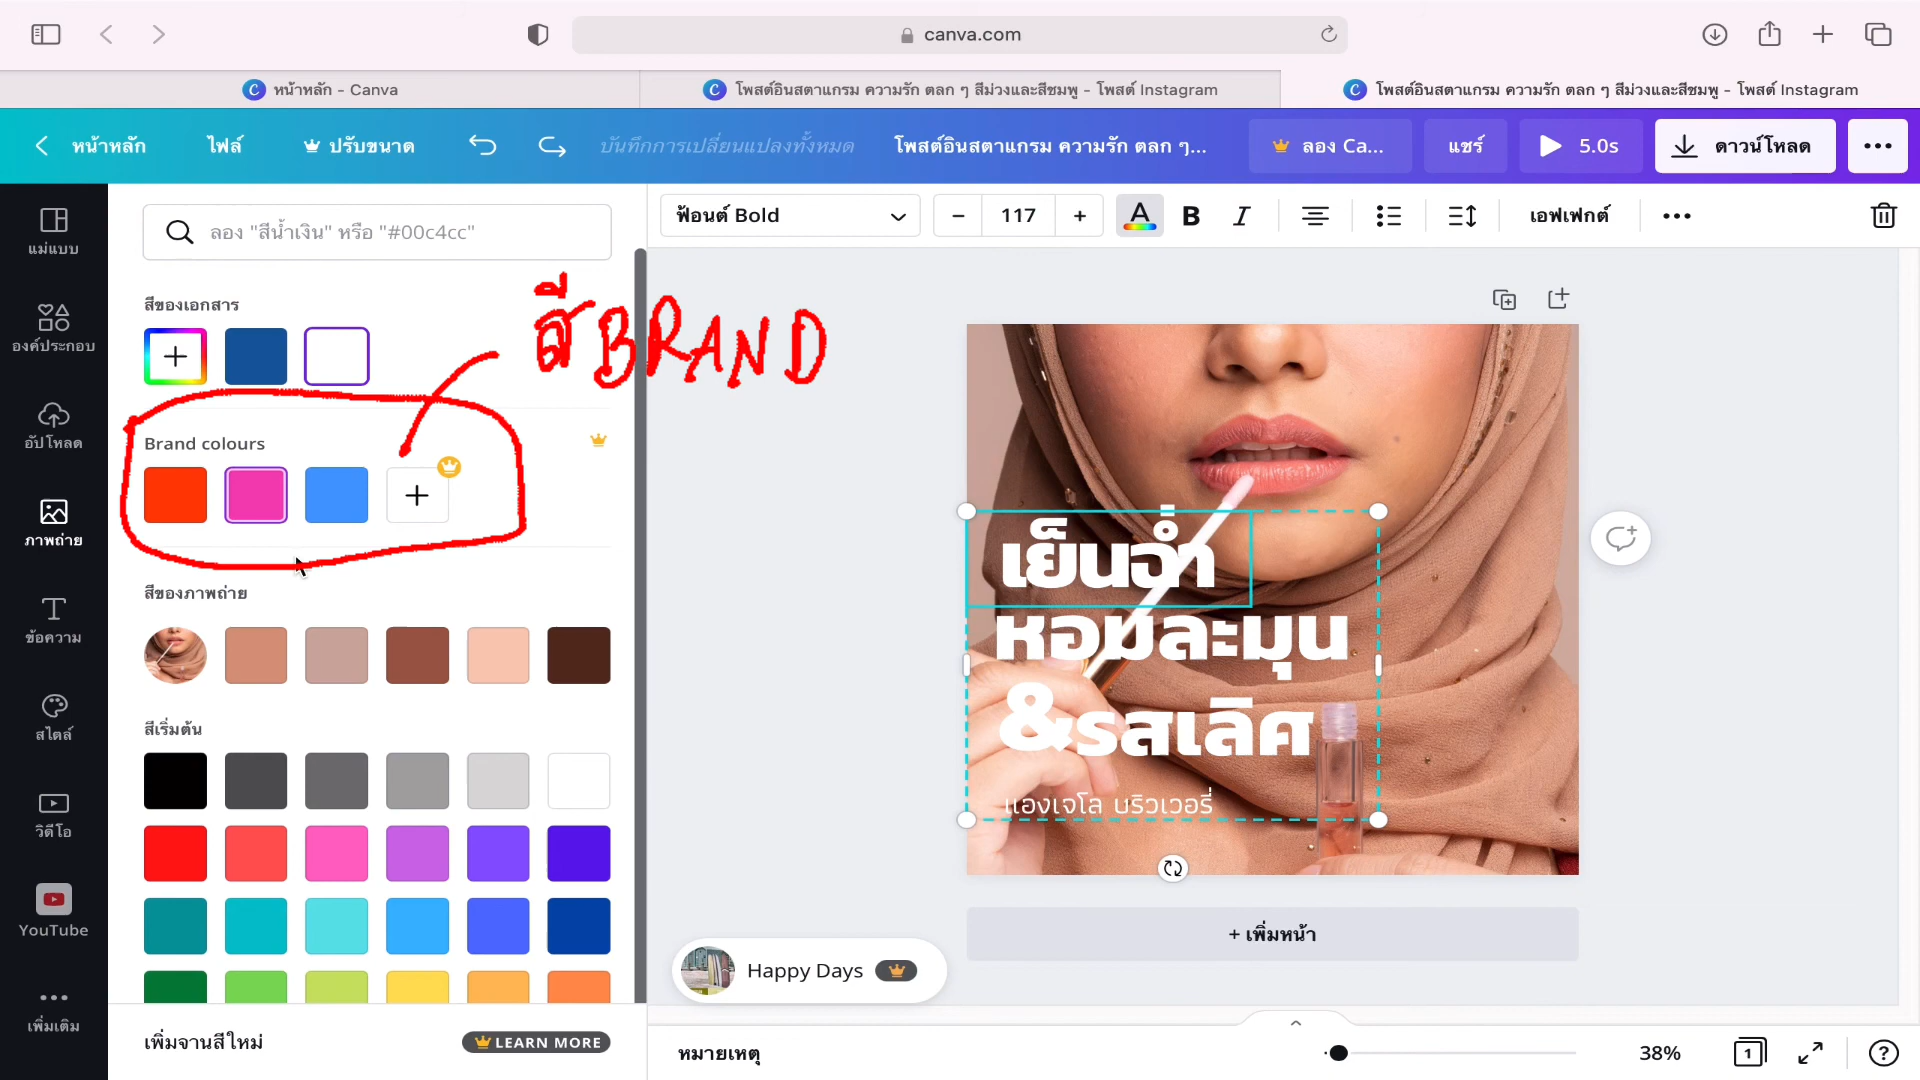 canva.com
หน้าหลัก - Canva
โพสต์อินสตาแกรม ความรัก ตลก ๆ สีม่วงและสีชมพู - โพสต์ Instagram
โพสต์อินสตาแกรม ความรัก ตลก ๆ สีม่วงและสีชมพู - โพสต์ Instagram
หน้าหลัก
ไฟล์
ปรับขนาด
บันทึกการเปลี่ยนแปลงทั้งหมด
โพสต์อินสตาแกรม ความรัก ตลก ๆ...
ลอง Ca...
แชร์
5.0s
ดาวน์โหลด
แม่แบบ
องค์ประกอบ
อัปโหลด
ภาพถ่าย
ข้อความ
สไตล์
วิดีโอ
YouTube
เพิ่มเติม
ลอง "สีน้ำเงิน" หรือ "#00c4cc"
สีของเอกสาร
สี BRAND
Brand colours
สีของภาพถ่าย
สีเริ่มต้น
เพิ่มจานสีใหม่
LEARN MORE
ฟ้อนต์ Bold
117
A
B
I
เอฟเฟกต์
เย็นฉ่ำ
หอมละมุน
&รสเลิศ
แองเจโล บริวเวอรี่
+ เพิ่มหน้า
Happy Days
หมายเหตุ
38%
1
?